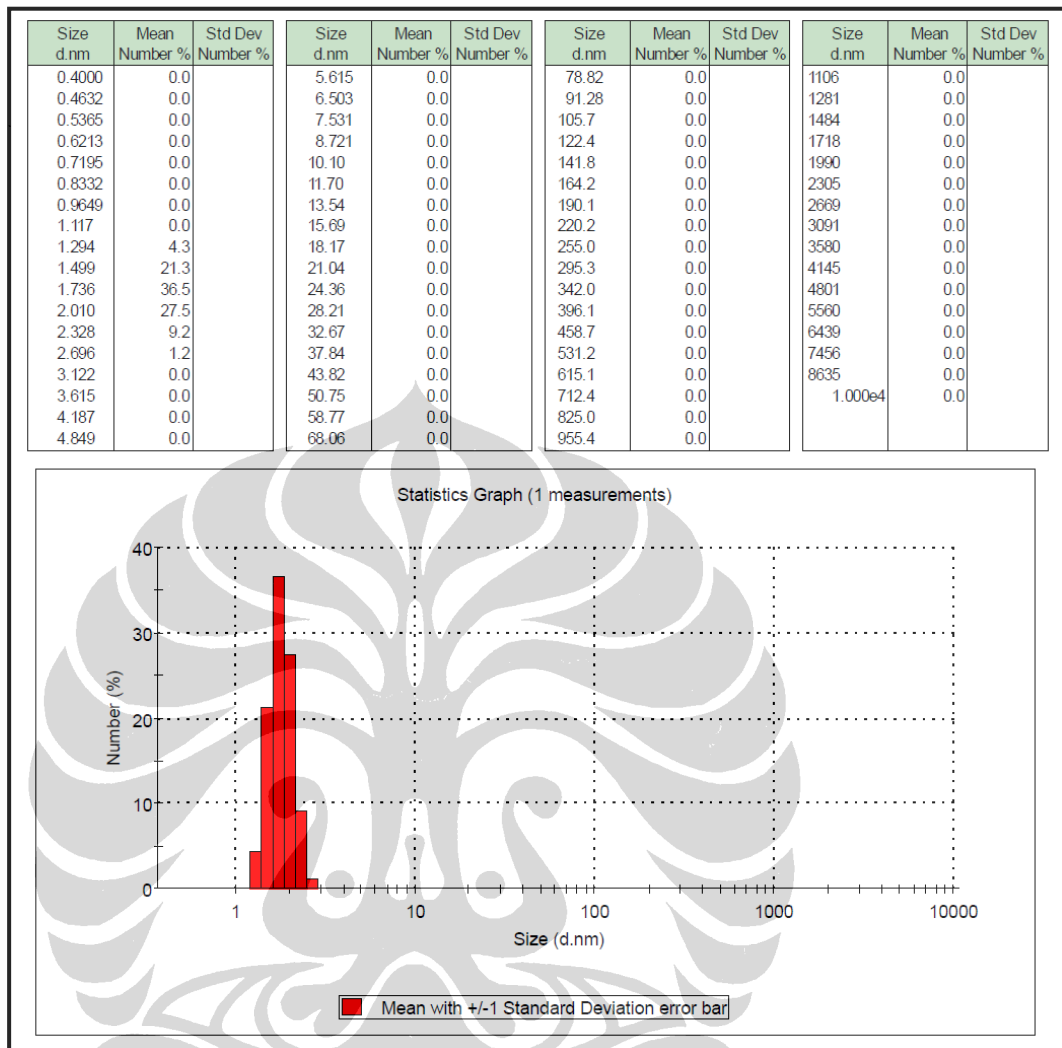 Size Mean Std Dev Size Mean Std Dev Size Mean Std Dev Size Mean Std Dev
d.nm Number % Number % d.nm Number % Number % d.nm Number % Number % d.nm Number % Number %
0.4000 0.0 5.615 0.0 78.82 0.0 1106 0.0
0.4632 0.0 6.503 0.0 91.28 0.0 1281 0.0
0.5365 0.0 7.531 0.0 105.7 0.0 1484 0.0
0.6213 0.0 8.721 0.0 122.4 0.0 1718 0.0
0.7195 0.0 10.10 0.0 141.8 0.0 1990 0.0
0.8332 0.0 11.70 0.0 164.2 0.0 2305 0.0
0.9649 0.0 13.54 0.0 190.1 0.0 2669 0.0
1.117 0.0 15.69 0.0 220.2 0.0 3091 0.0
1.294 4.3 18.17 0.0 255.0 0.0 3580 0.0
1.499 21.3 21.04 0.0 295.3 0.0 4145 0.0
1.736 36.5 24.36 0.0 342.0 0.0 4801 0.0
2.010 27.5 28.21 0.0 396.1 0.0 5560 0.0
2.328 9.2 32.67 0.0 458.7 0.0 6439 0.0
2.696 1.2 37.84 0.0 531.2 0.0 7456 0.0
3.122 0.0 43.82 0.0 615.1 0.0 8635 0.0
3.615 0.0 50.75 0.0 712.4 0.0 1.000e4 0.0
4.187 0.0 58.77 0.0 825.0 0.0
4.849 0.0 68.06 0.0 955.4 0.0
Statistics Graph (1 measurements)
40
30
20
10
0
Number (%)
1 10 100 1000 10000
Size (d.nm)
Mean with +/-1 Standard Deviation error bar